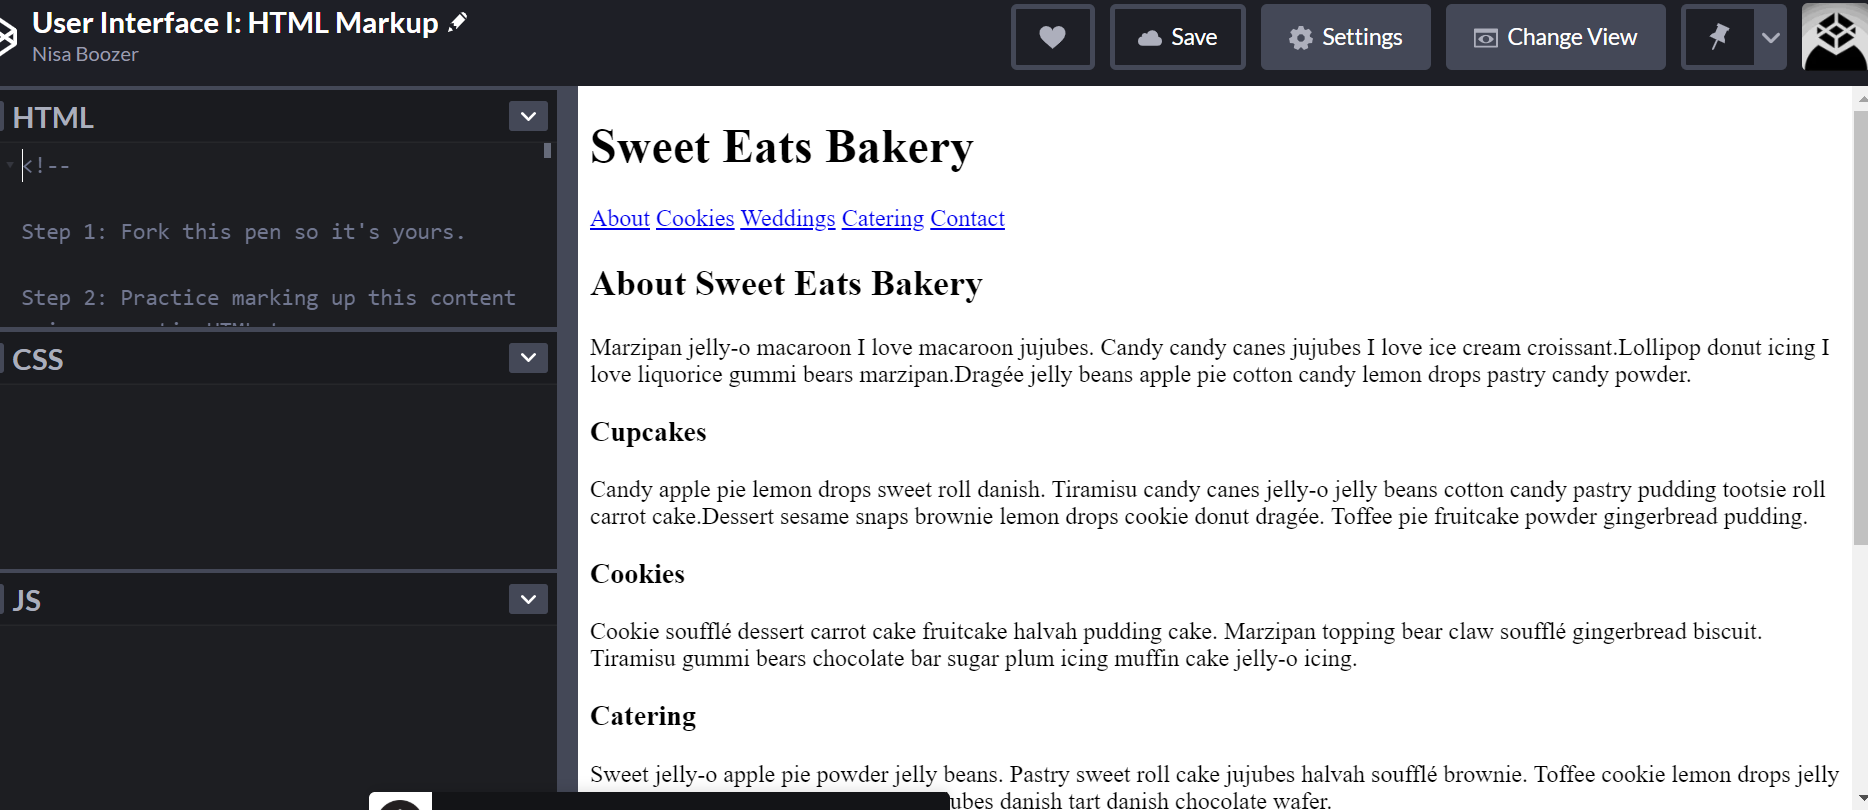 User Interface I: HTML Markup
Nisa Boozer
Save
Settings
Change View
HTML
<!--
Step 1: Fork this pen so it's yours.
Step 2: Practice marking up this content
CSS
JS
Sweet Eats Bakery
About Cookies Weddings Catering Contact
About Sweet Eats Bakery
Marzipan jelly-o macaroon I love macaroon jujubes. Candy candy canes jujubes I love ice cream croissant.Lollipop donut icing I
love liquorice gummi bears marzipan.Dragée jelly beans apple pie cotton candy lemon drops pastry candy powder.
Cupcakes
Candy apple pie lemon drops sweet roll danish. Tiramisu candy canes jelly-o jelly beans cotton candy pastry pudding tootsie roll
carrot cake.Dessert sesame snaps brownie lemon drops cookie donut dragée. Toffee pie fruitcake powder gingerbread pudding.
Cookies
Cookie soufflé dessert carrot cake fruitcake halvah pudding cake. Marzipan topping bear claw soufflé gingerbread biscuit.
Tiramisu gummi bears chocolate bar sugar plum icing muffin cake jelly-o icing.
Catering
Sweet jelly-o apple pie powder jelly beans. Pastry sweet roll cake jujubes halvah soufflé brownie. Toffee cookie lemon drops jelly
ubes danish tart danish chocolate wafer.